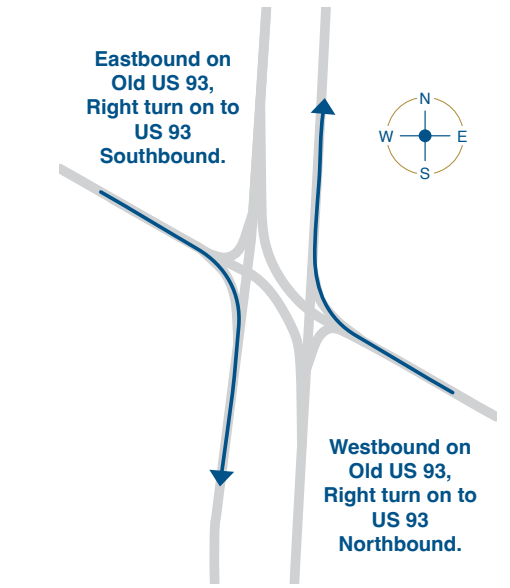 Eastbound on
Old US 93,
Right turn on to
US 93
Southbound.
N
W
E
S
Westbound on
Old US 93,
Right turn on to
US 93
Northbound.